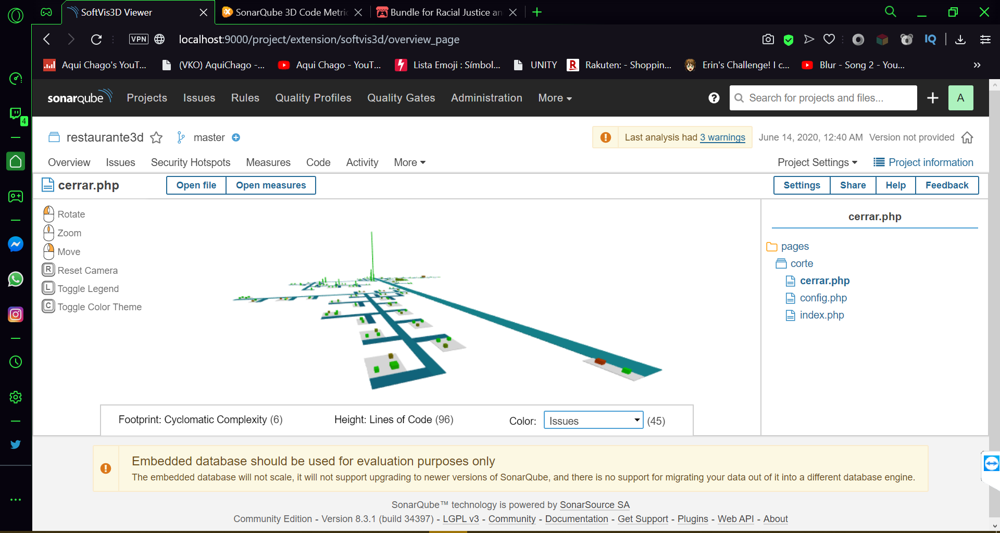 SoftVis3D Viewer
SonarQube 3D Code Metric
Bundle for Racial Justice an
VPN
localhost:9000/project/extension/softvis3d/overview_page
IQ
Aqui Chago's YouT...
(VKO) AquiChago -...
Aqui Chago - YouT...
Lista Emoji : Símbol...
UNITY
R
Rakuten: - Shoppin...
Erin's Challenge! I c...
Blur - Song 2 - You...
»
4
sonarqube
Projects
Issues
Rules
Quality Profiles
Quality Gates
Administration
More
?
Search for projects and files...
A
restaurante3d
master
Last analysis had 3 warnings
June 14, 2020, 12:40 AM
Version not provided
Overview
Issues
Security Hotspots
Measures
Code
Activity
More
Project Settings
Project information
cerrar.php
Open file
Open measures
Settings
Share
Help
Feedback
Rotate
Zoom
Move
R Reset Camera
L Toggle Legend
C Toggle Color Theme
cerrar.php
pages
corte
cerrar.php
config.php
index.php
Footprint: Cyclomatic Complexity (6)
Height: Lines of Code (96)
Color: Issues (45)
Embedded database should be used for evaluation purposes only
The embedded database will not scale, it will not support upgrading to newer versions of SonarQube, and there is no support for migrating your data out of it into a different database engine.
SonarQube™ technology is powered by SonarSource SA
Community Edition - Version 8.3.1 (build 34397) - LGPL v3 - Community - Documentation - Get Support - Plugins - Web API - About